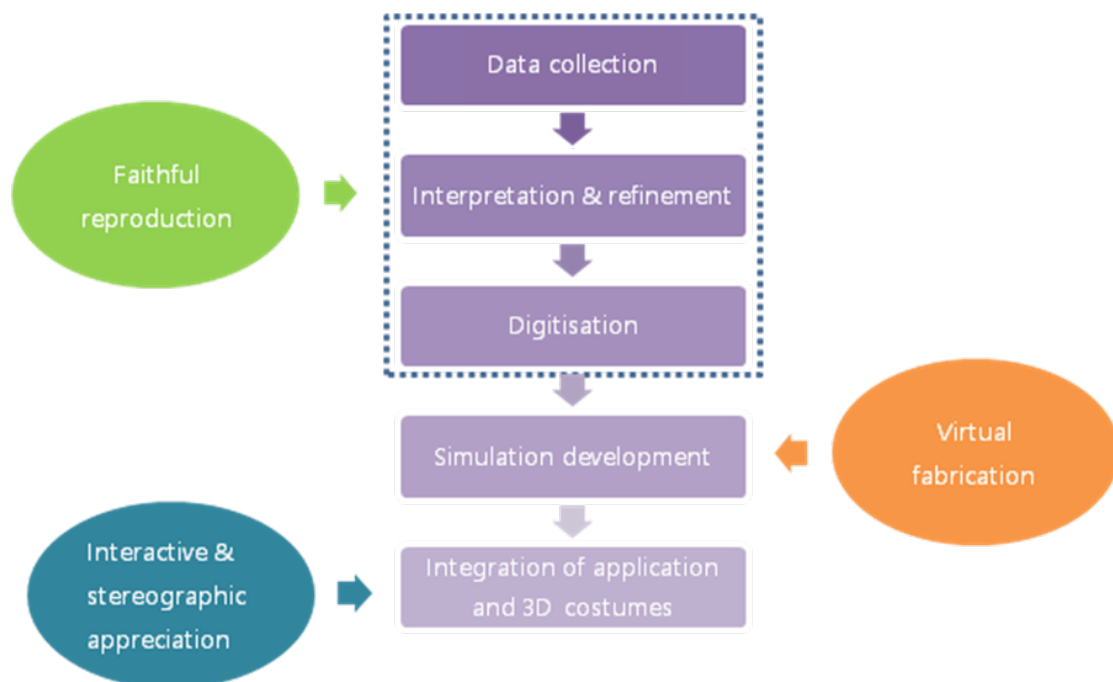 Data collection
Faithful
reproduction
Interpretation & refinement
Digitisation
Simulation development
Virtual
fabrication
Interactive &
stereographic
appreciation
Integration of application
and 3D costumes